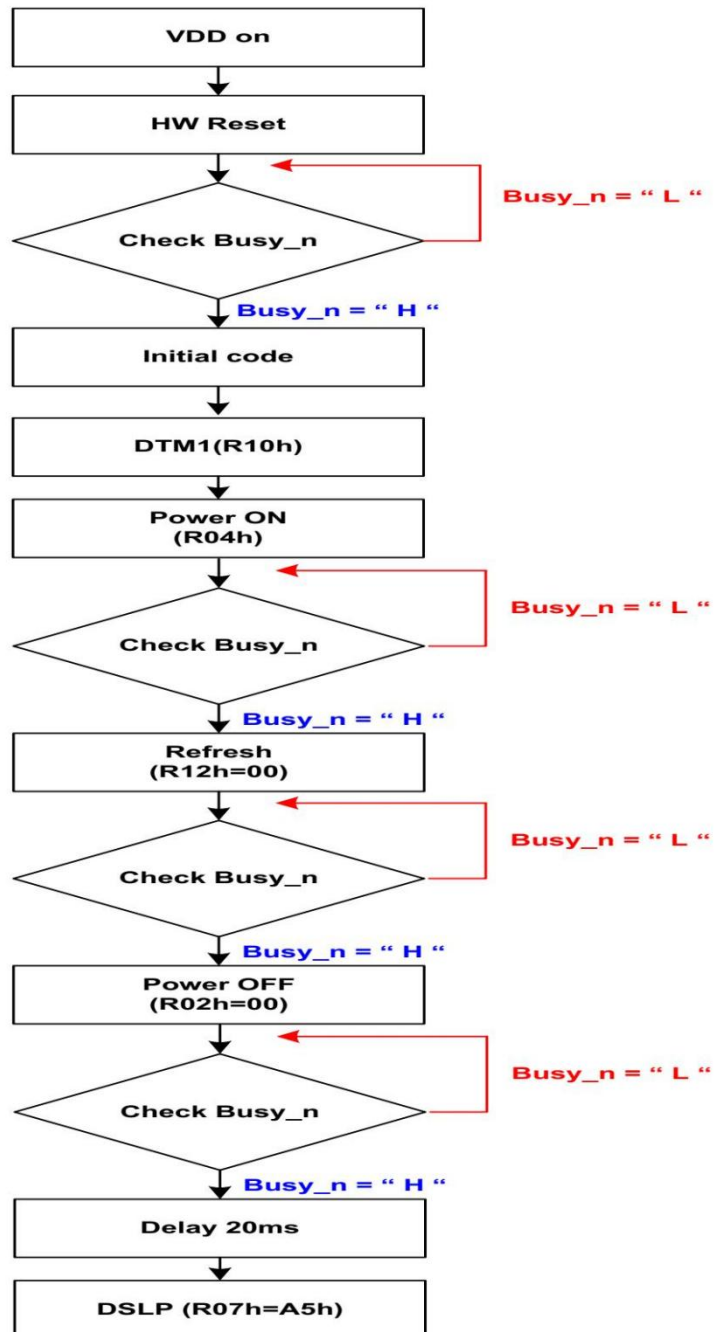 VDD on
HW Reset
Busy_n = “ L “
Check Busy_n
Busy_n = “ H “
Initial code
DTM1(R10h)
Power ON
(R04h)
Busy_n = “ L “
Check Busy_n
Busy_n = “ H “
Refresh
(R12h=00)
Busy_n = “ L “
Check Busy_n
Busy_n = “ H “
Power OFF
(R02h=00)
Busy_n = “ L “
Check Busy_n
Busy_n = “ H “
Delay 20ms
DSLP (R07h=A5h)